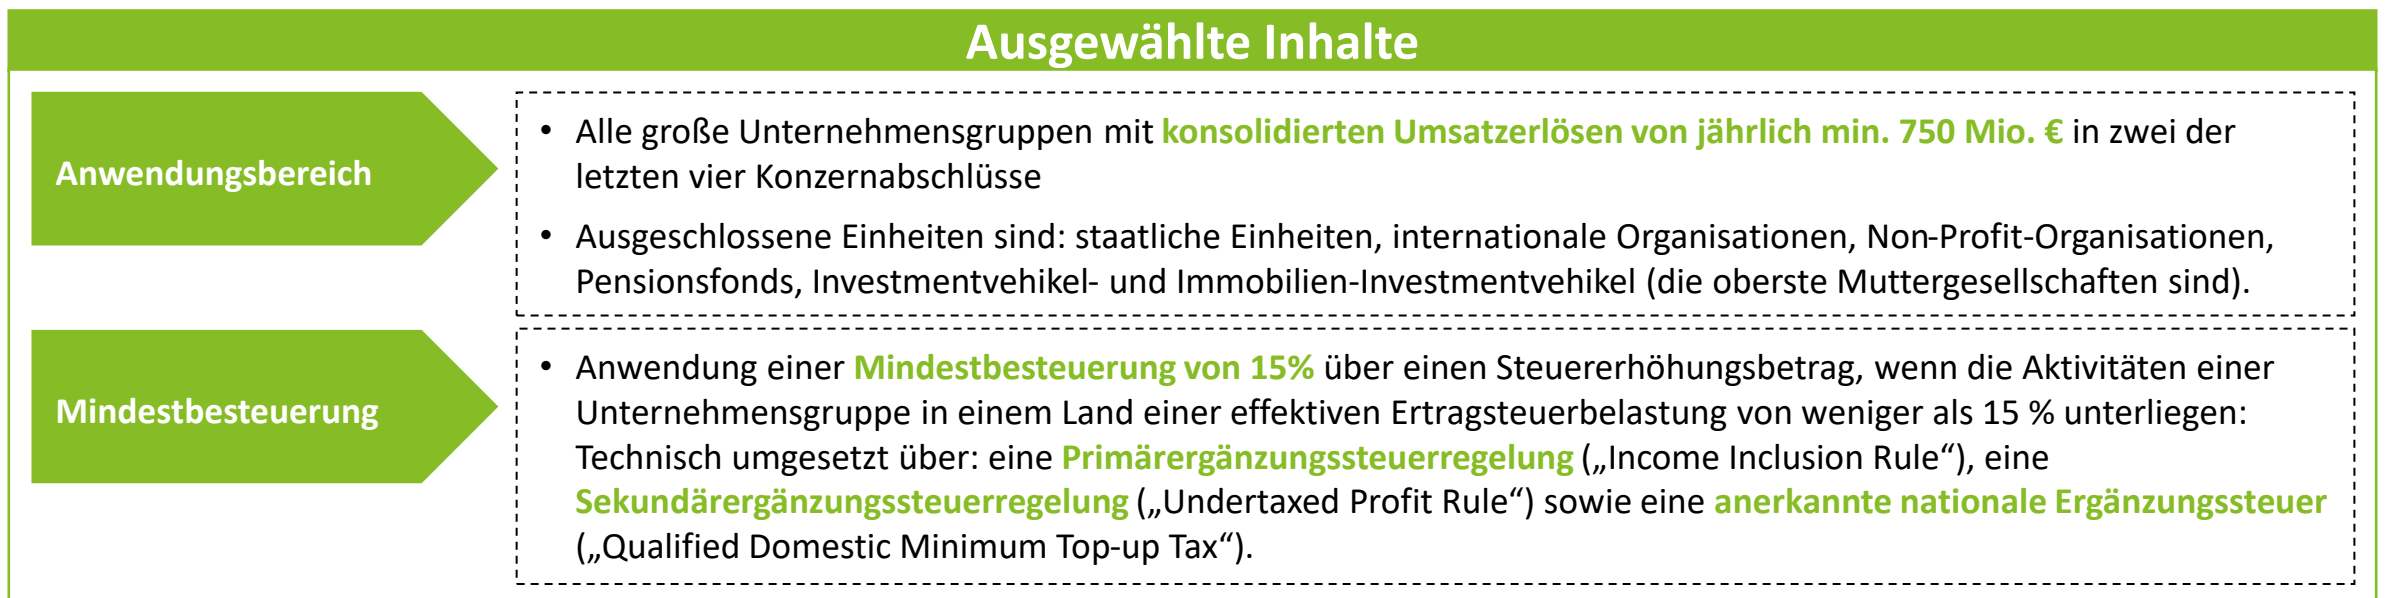 Ausgewählte Inhalte
Anwendungsbereich
• Alle große Unternehmensgruppen mit konsolidierten Umsatzerlösen von jährlich min. 750 Mio. € in zwei der
letzten vier Konzernabschlüsse
• Ausgeschlossene Einheiten sind: staatliche Einheiten, internationale Organisationen, Non-Profit-Organisationen,
Pensionsfonds, Investmentvehikel- und Immobilien-Investmentvehikel (die oberste Muttergesellschaften sind).
Mindestbesteuerung
• Anwendung einer Mindestbesteuerung von 15% über einen Steuererhöhungsbetrag, wenn die Aktivitäten einer
Unternehmensgruppe in einem Land einer effektiven Ertragsteuerbelastung von weniger als 15 % unterliegen:
Technisch umgesetzt über: eine Primärergänzungssteuerregelung („Income Inclusion Rule“), eine
Sekundärergänzungssteuerregelung („Undertaxed Profit Rule“) sowie eine anerkannte nationale Ergänzungssteuer
(„Qualified Domestic Minimum Top-up Tax“).